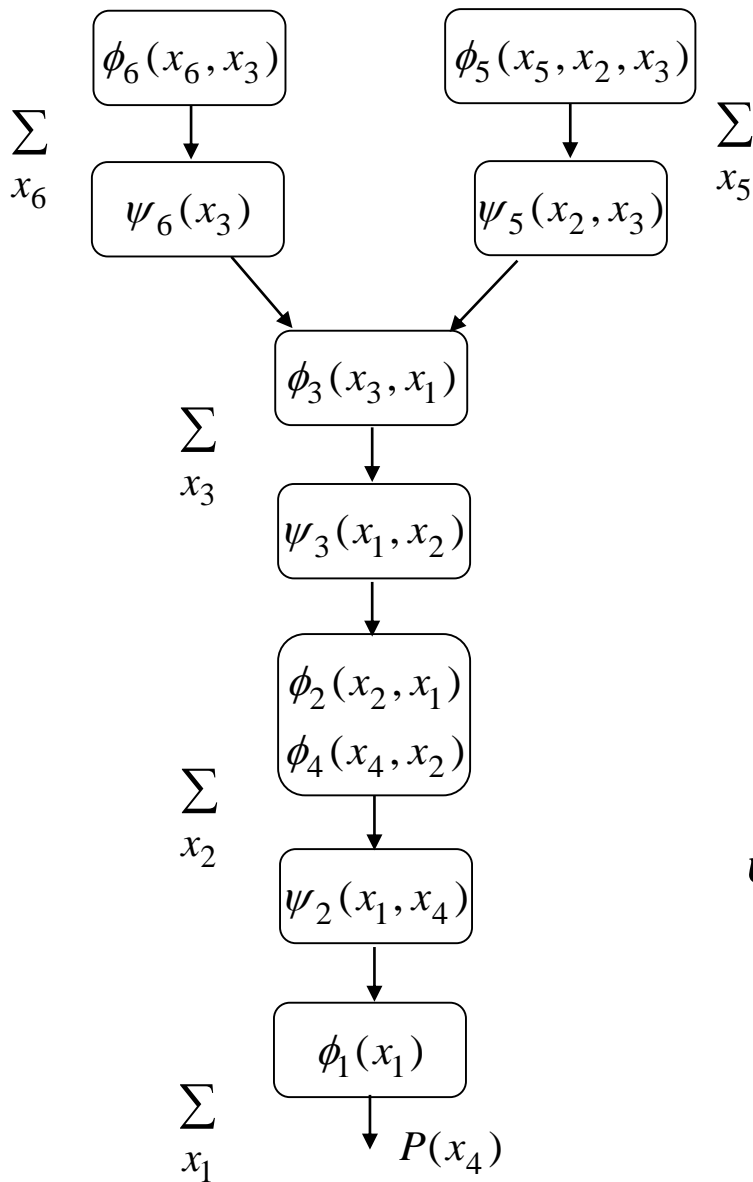 ϕ₆(x₆, x₃) ϕ₅(x₅, x₂, x₃)
∑ ∑
x₆ x₅
ψ₆(x₃) ψ₅(x₂, x₃)
ϕ₃(x₃, x₁)
∑
x₃
ψ₃(x₁, x₂)
ϕ₂(x₂, x₁)
ϕ₄(x₄, x₂)
∑
x₂
ψ₂(x₁, x₄)
ϕ₁(x₁)
∑
x₁
P(x₄)